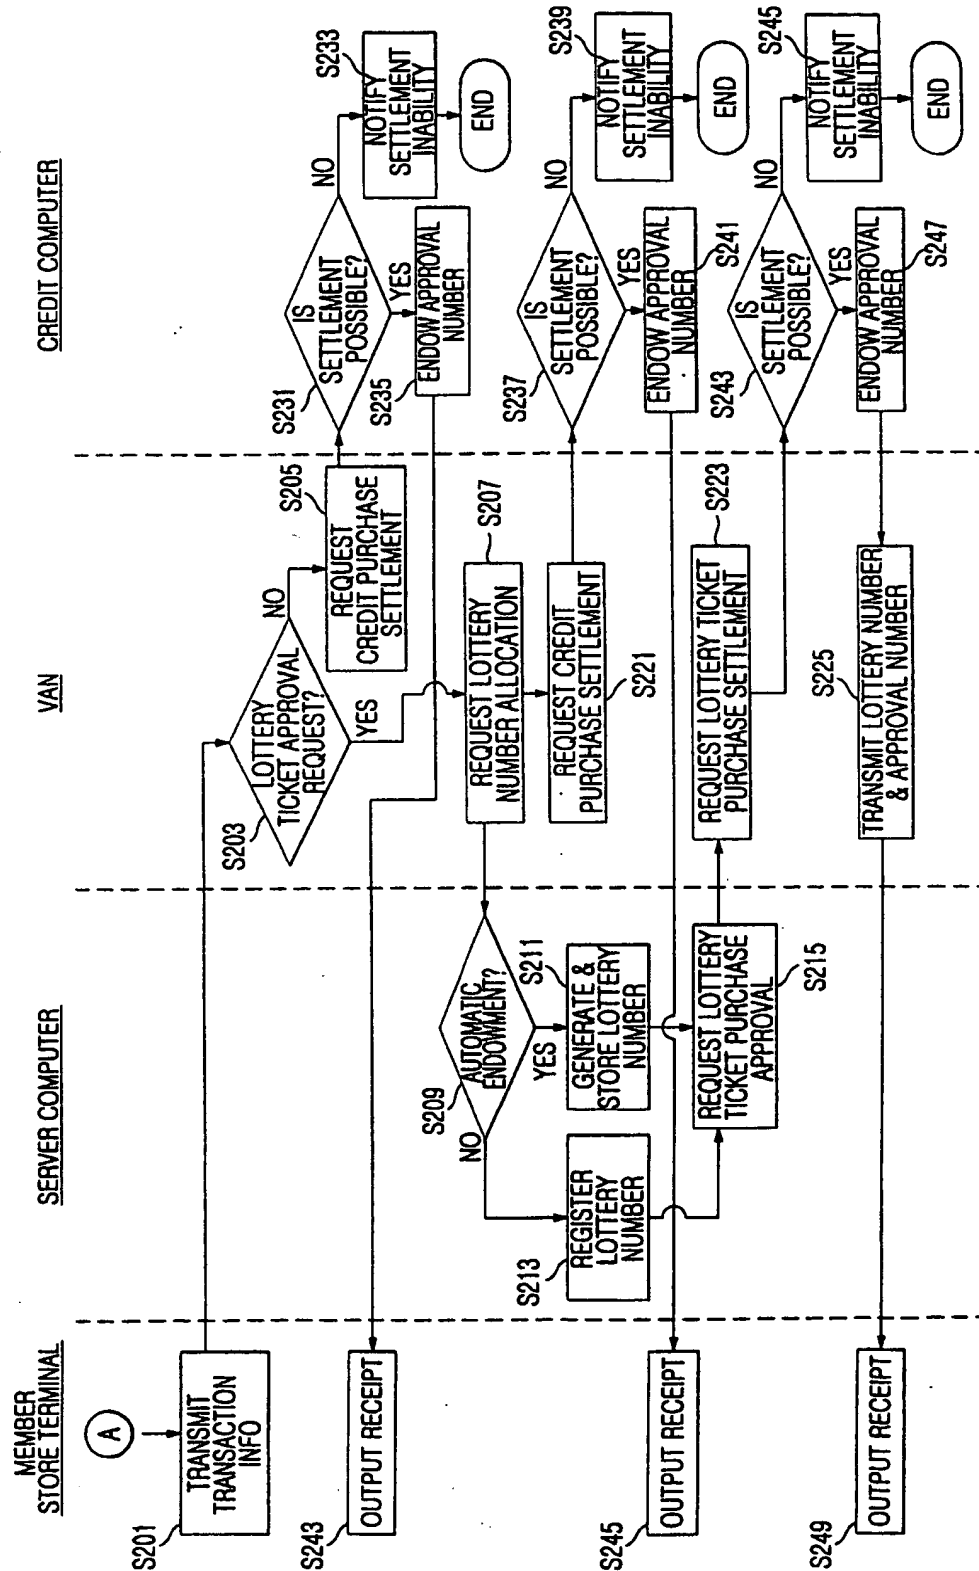 MEMBER
STORE TERMINAL
SERVER COMPUTER
VAN
CREDIT COMPUTER
A
S201
TRANSMIT
TRANSACTION
INFO
S203
LOTTERY
TICKET APPROVAL
REQUEST?
NO
YES
S205
REQUEST
CREDIT PURCHASE
SETTLEMENT
S231
IS
SETTLEMENT
POSSIBLE?
NO
YES
S233
NOTIFY
SETTLEMENT
INABILITY
END
S235
ENDOW APPROVAL
NUMBER
S243
OUTPUT RECEIPT
S207
REQUEST LOTTERY
NUMBER ALLOCATION
S209
AUTOMATIC
ENDOWMENT?
NO
YES
S211
GENERATE &
STORE LOTTERY
NUMBER
S213
REGISTER
LOTTERY
NUMBER
REQUEST CREDIT
PURCHASE SETTLEMENT
S221
S237
IS
SETTLEMENT
POSSIBLE?
NO
YES
S239
NOTIFY
SETTLEMENT
INABILITY
END
ENDOW APPROVAL
NUMBER
S241
S245
OUTPUT RECEIPT
REQUEST LOTTERY
TICKET PURCHASE
APPROVAL
S215
S223
REQUEST LOTTERY TICKET
PURCHASE SETTLEMENT
S243
IS
SETTLEMENT
POSSIBLE?
NO
YES
S245
NOTIFY
SETTLEMENT
INABILITY
END
ENDOW APPROVAL
NUMBER
S247
S225
TRANSMIT LOTTERY NUMBER
& APPROVAL NUMBER
S249
OUTPUT RECEIPT